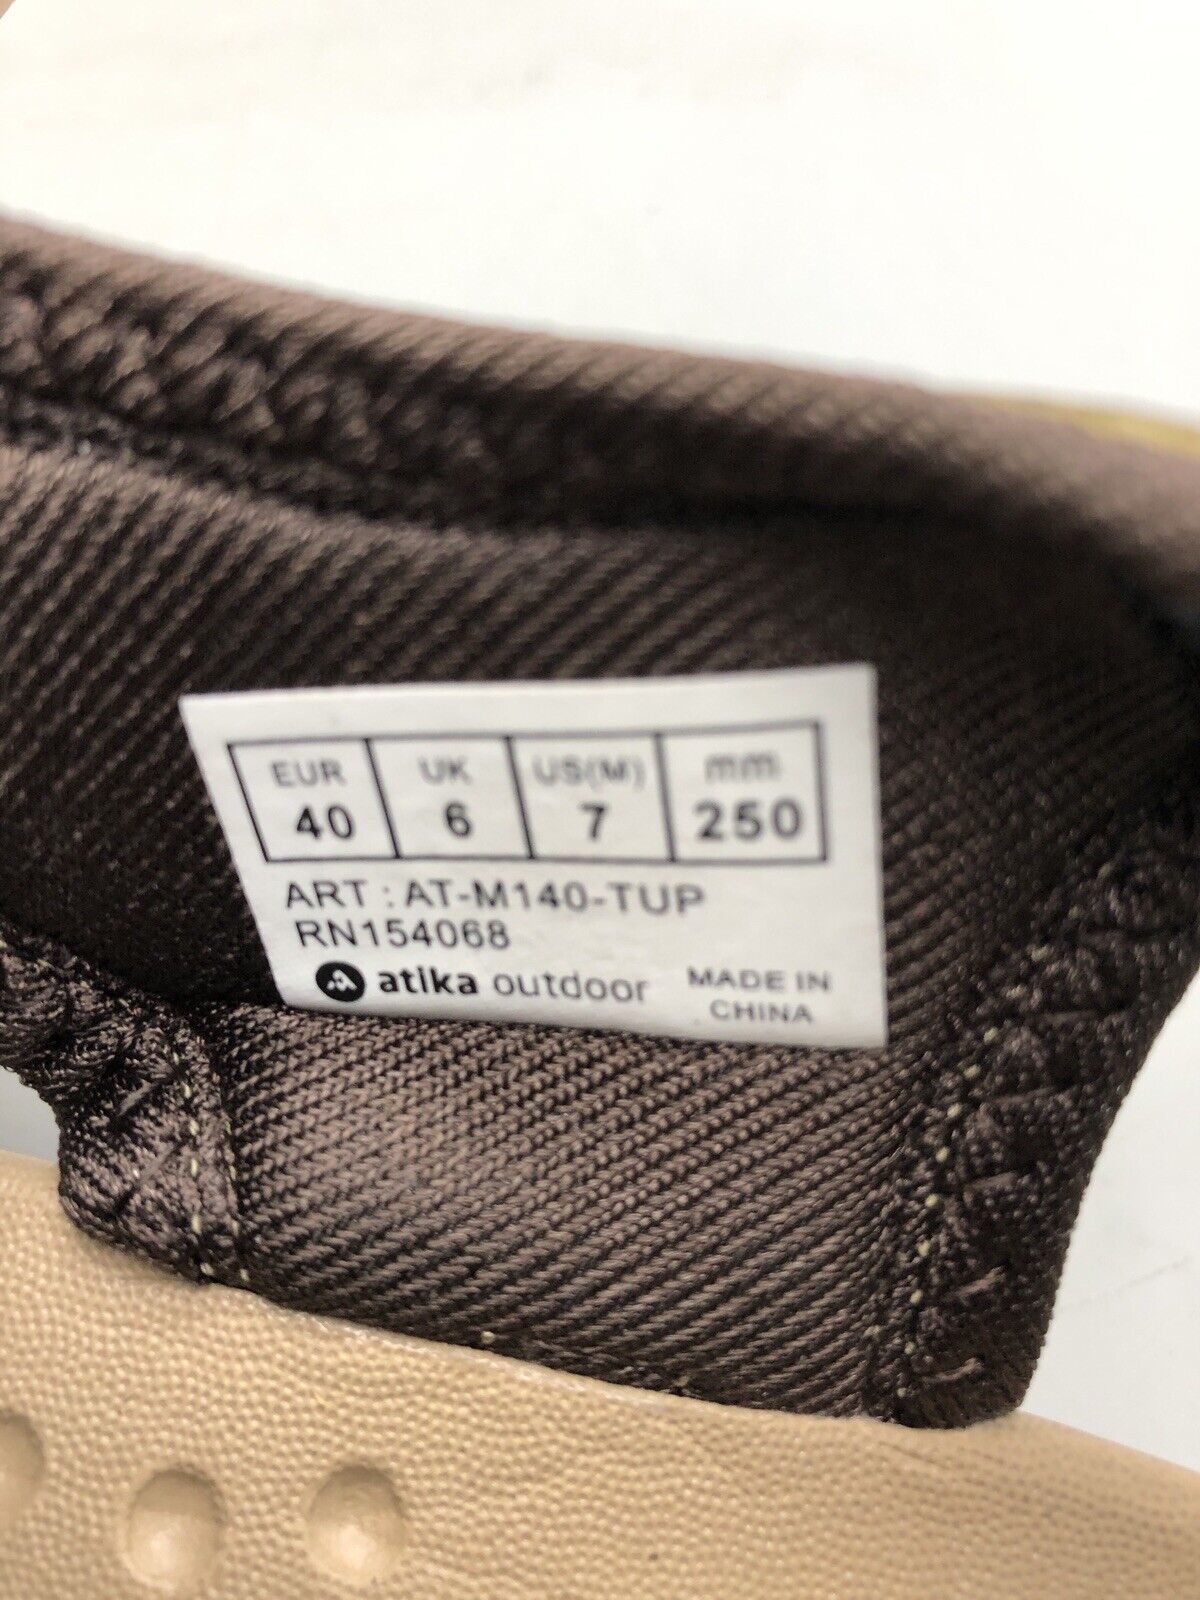 EUR UK US(M) mm
40 6 7 250
ART : AT-M140-TUP
RN154068
atika outdoor MADE IN
CHINA